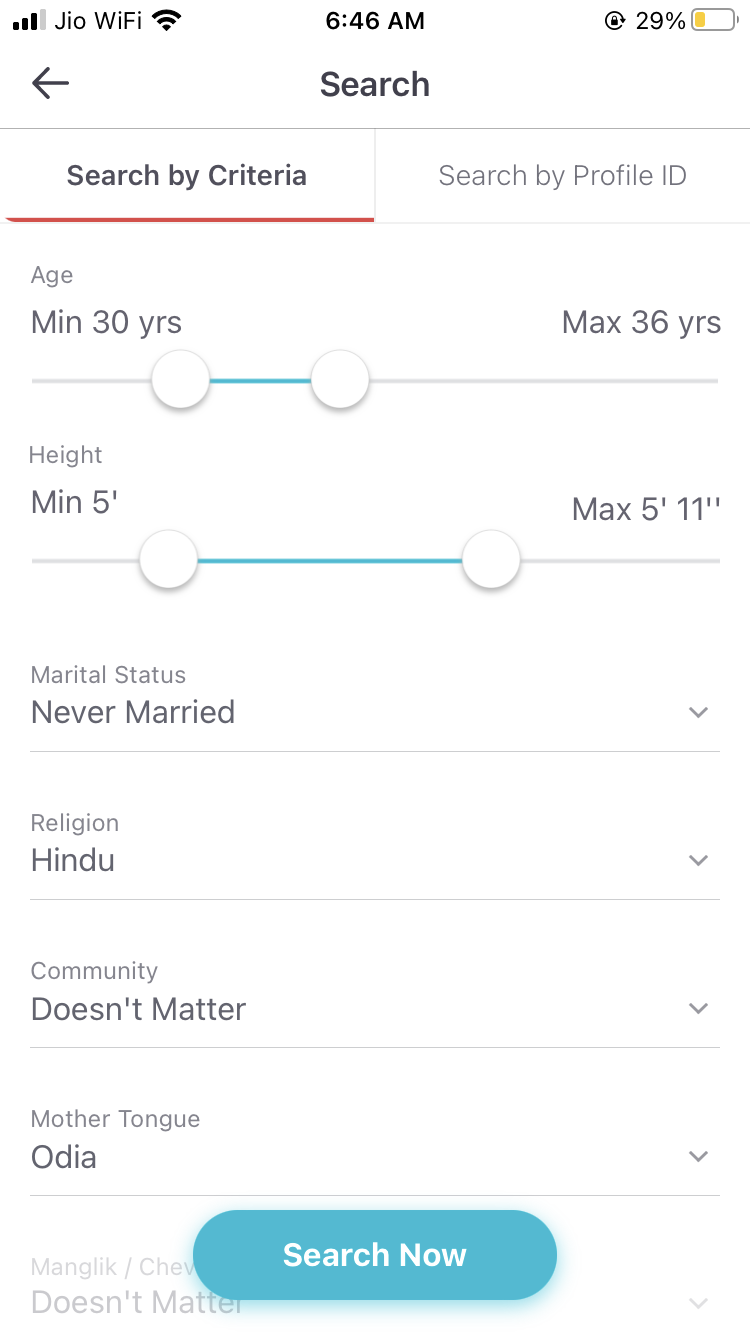 Jio WiFi 6:46 AM 29%
Search
Search by Criteria Search by Profile ID
Age
Min 30 yrs Max 36 yrs
Height
Min 5' Max 5' 11''
Marital Status
Never Married
Religion
Hindu
Community
Doesn't Matter
Mother Tongue
Odia
Search Now
Manglik /
Doesn't Matter